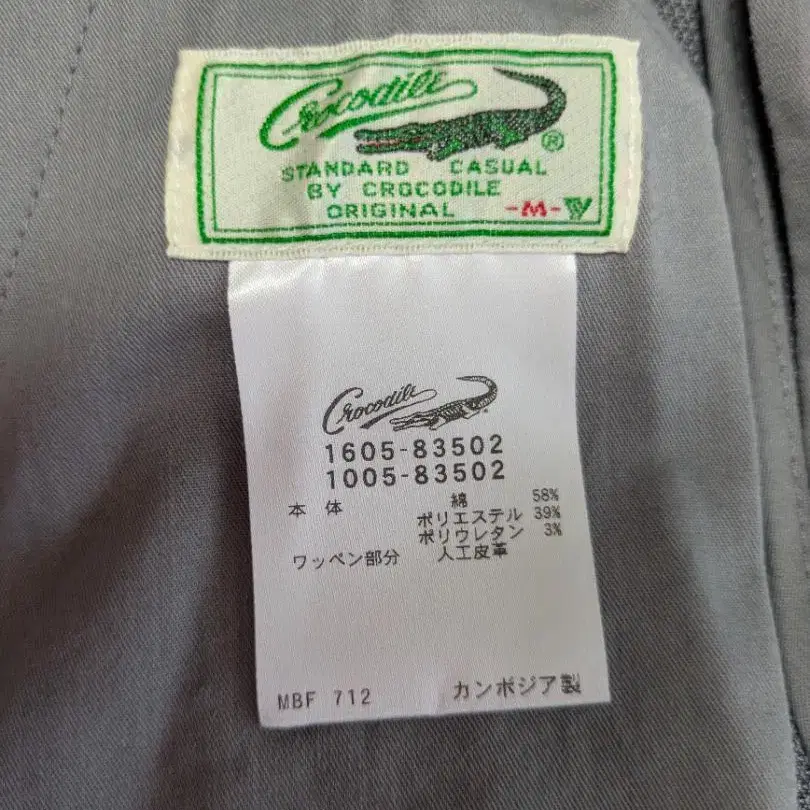 Crocodile ®
STANDARD CASUAL
BY CROCODILE
ORIGINAL -M-W
Crocodile
1605-83502
1005-83502
本 体 綿 58%
ポリエステル 39%
ポリウレタン 3%
ワッペン部分 人工皮革
MBF 712 カンボジア製